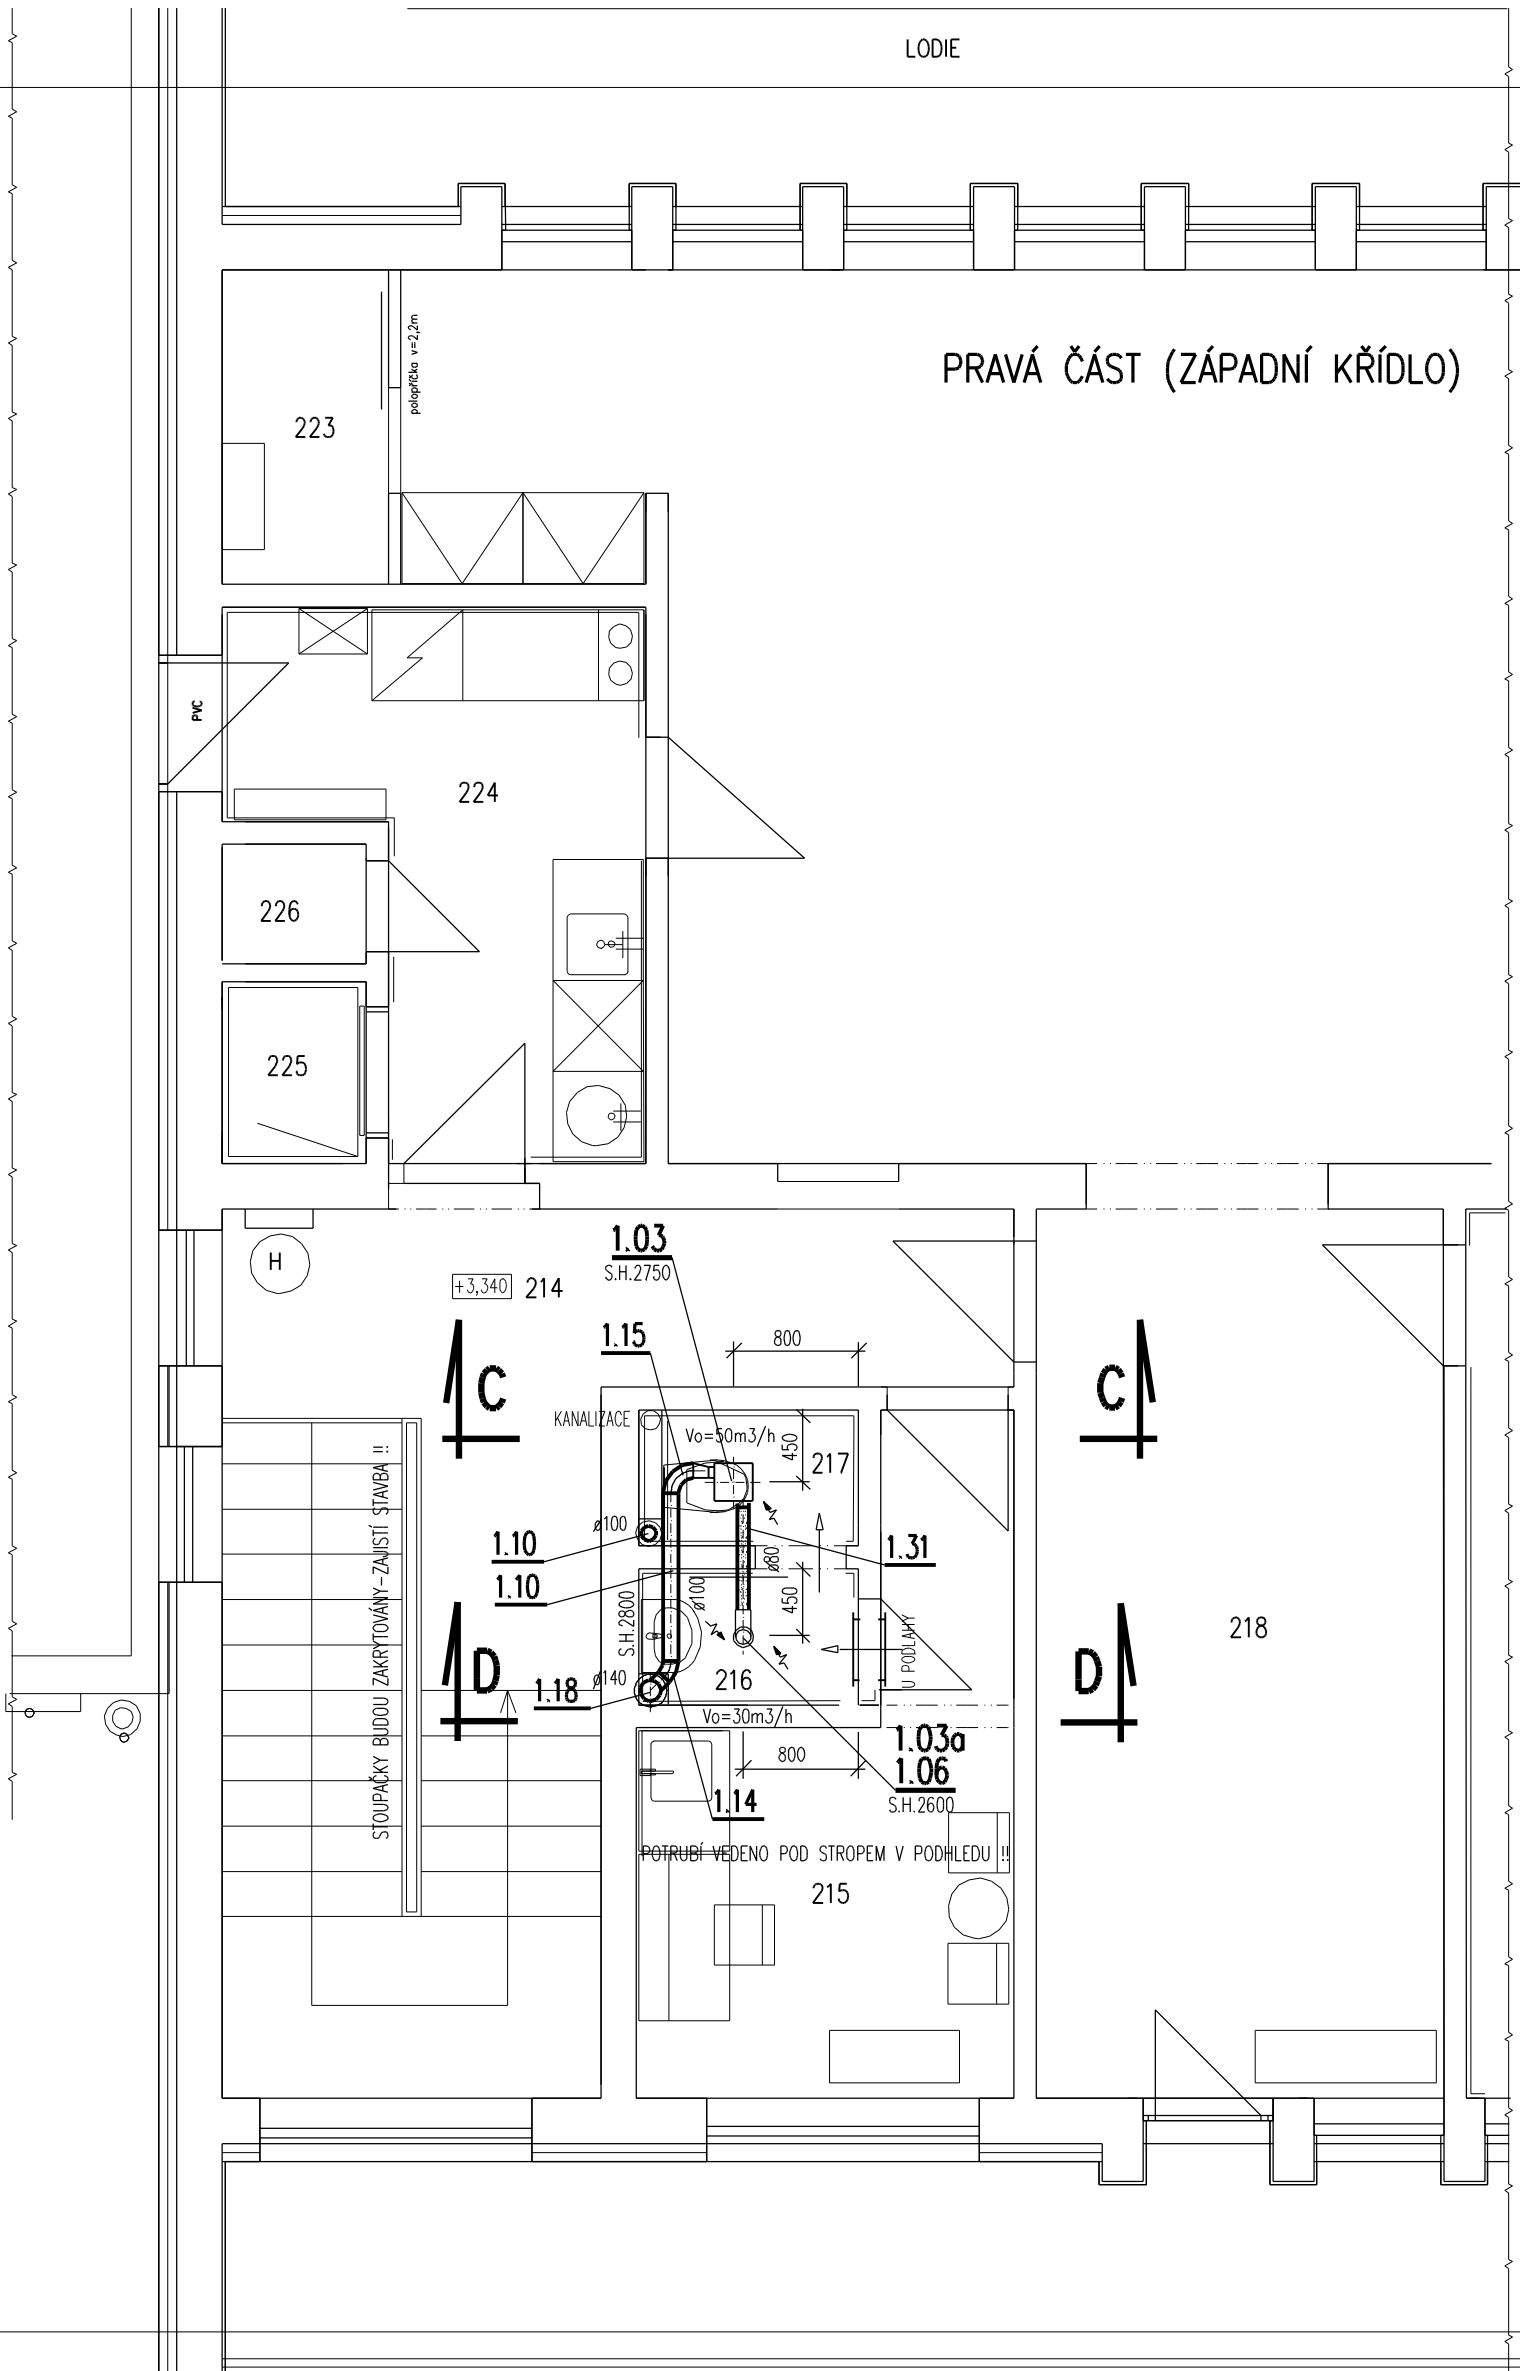 LODIE
PRAVÁ ČÁST (ZÁPADNÍ KŘÍDLO)
polopříčka v=2,2m
223
PVC
224
226
225
H
+3,340 214
1.03
S.H.2750
1.15
800
C
C
KANALIZACE
Vo=50m3/h
450
217
STOUPAČKY BUDOU ZAKRYTOVÁNY-ZAJISTÍ STAVBA !!
ø100
1.10
1.31
ø80
1.10
ø100
S.H.2800
450
U PODLAHY
218
D
D
ø140
1.18
216
Vo=30m3/h
1.03a
1.06
S.H.2600
800
1.14
POTRUBÍ VEDENO POD STROPEM V PODHLEDU !!
215